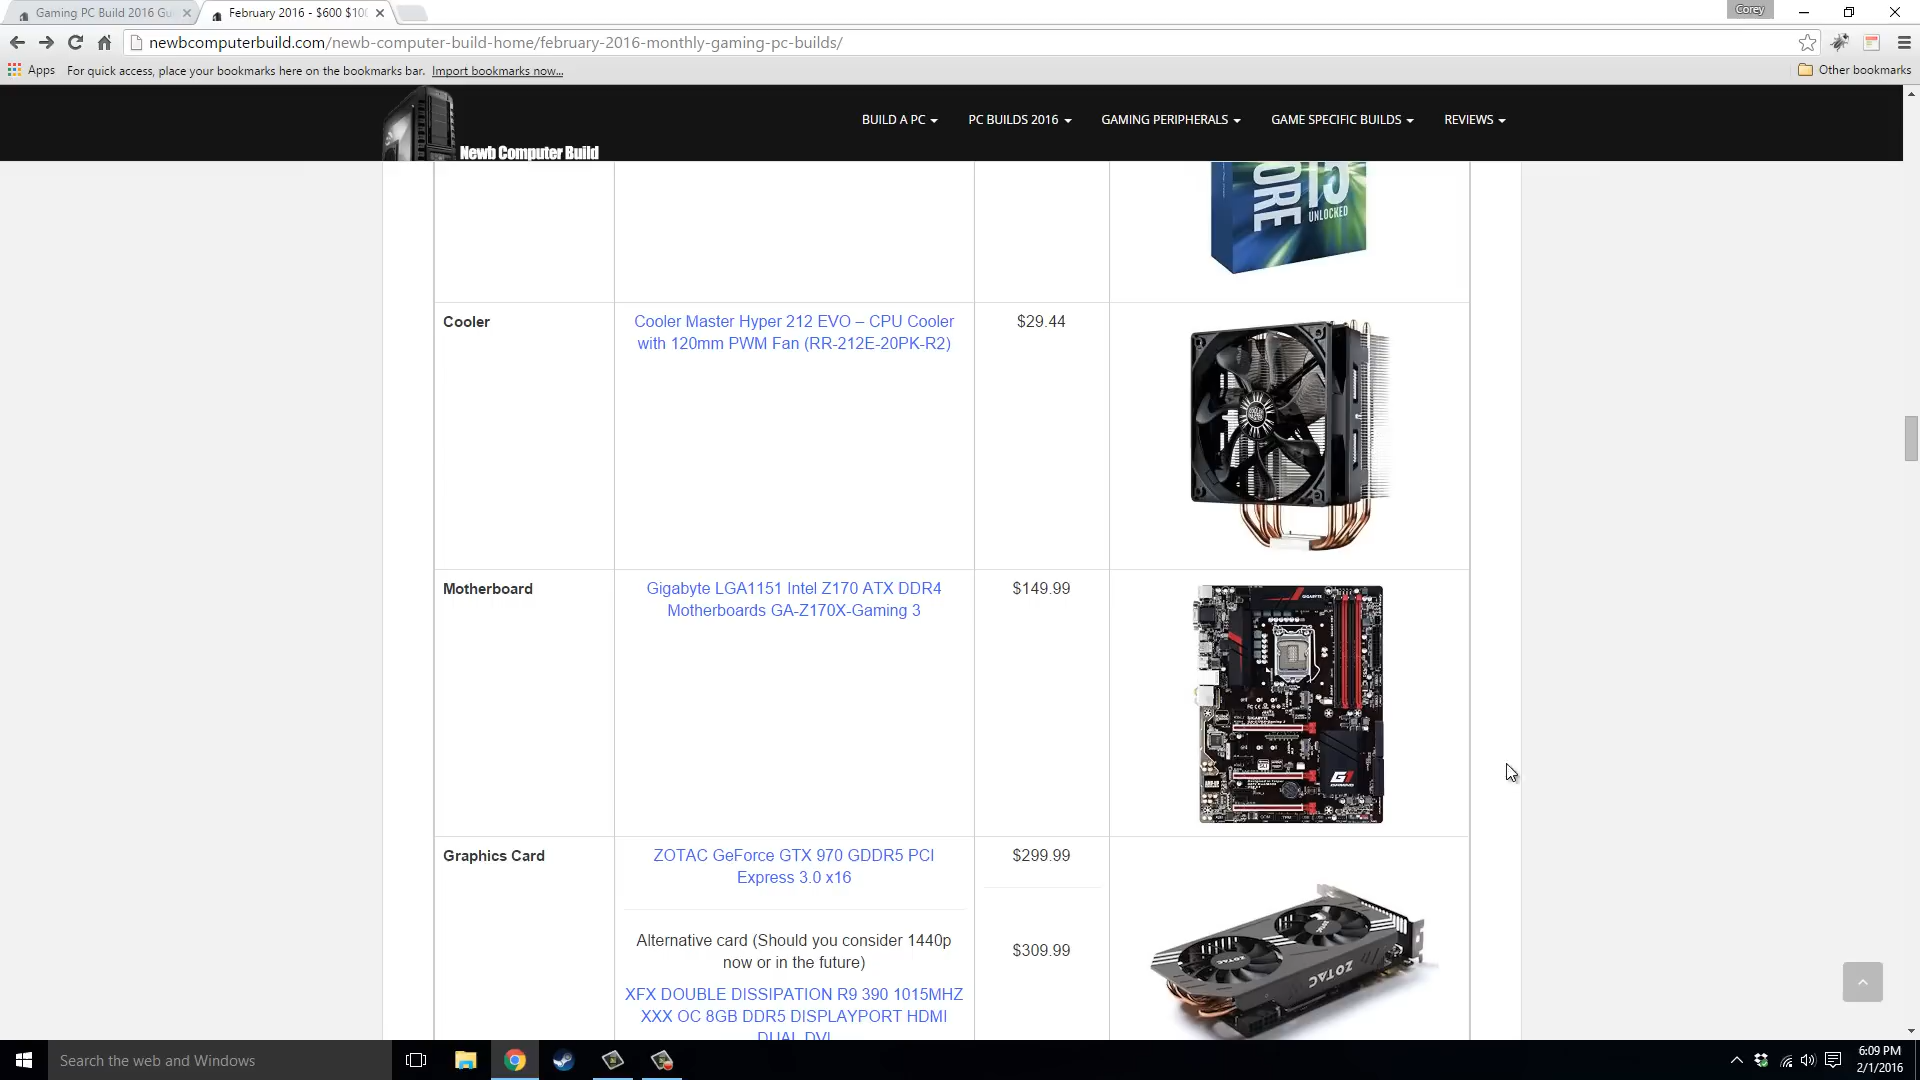 Gaming PC Build 2016 Gu
February 2016 - $600 $100
Corey
newbcomputerbuild.com/newb-computer-build-home/february-2016-monthly-gaming-pc-builds/
Apps For quick access, place your bookmarks here on the bookmarks bar. Import bookmarks now...
Other bookmarks
Newb Computer Build
BUILD A PC
PC BUILDS 2016
GAMING PERIPHERALS
GAME SPECIFIC BUILDS
REVIEWS
CORE i5
UNLOCKED
Cooler
Cooler Master Hyper 212 EVO – CPU Cooler
with 120mm PWM Fan (RR-212E-20PK-R2)
$29.44
Motherboard
Gigabyte LGA1151 Intel Z170 ATX DDR4
Motherboards GA-Z170X-Gaming 3
$149.99
GIGABYTE
G1
GAMING
Graphics Card
ZOTAC GeForce GTX 970 GDDR5 PCI
Express 3.0 x16
$299.99
Alternative card (Should you consider 1440p
now or in the future)
$309.99
XFX DOUBLE DISSIPATION R9 390 1015MHZ
XXX OC 8GB DDR5 DISPLAYPORT HDMI
DUAL DVI
ZOTAC
Search the web and Windows
6:09 PM
2/1/2016